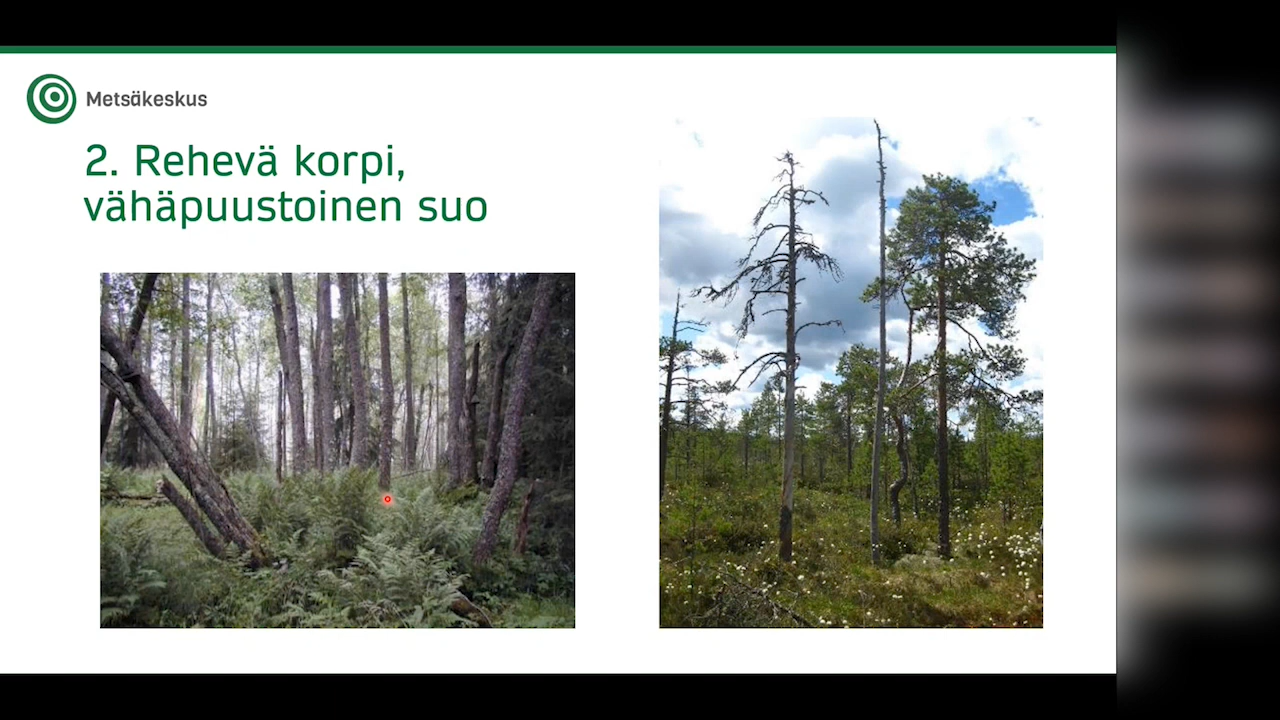 Metsäkeskus
2. Rehevä korpi,
vähäpuustoinen suo